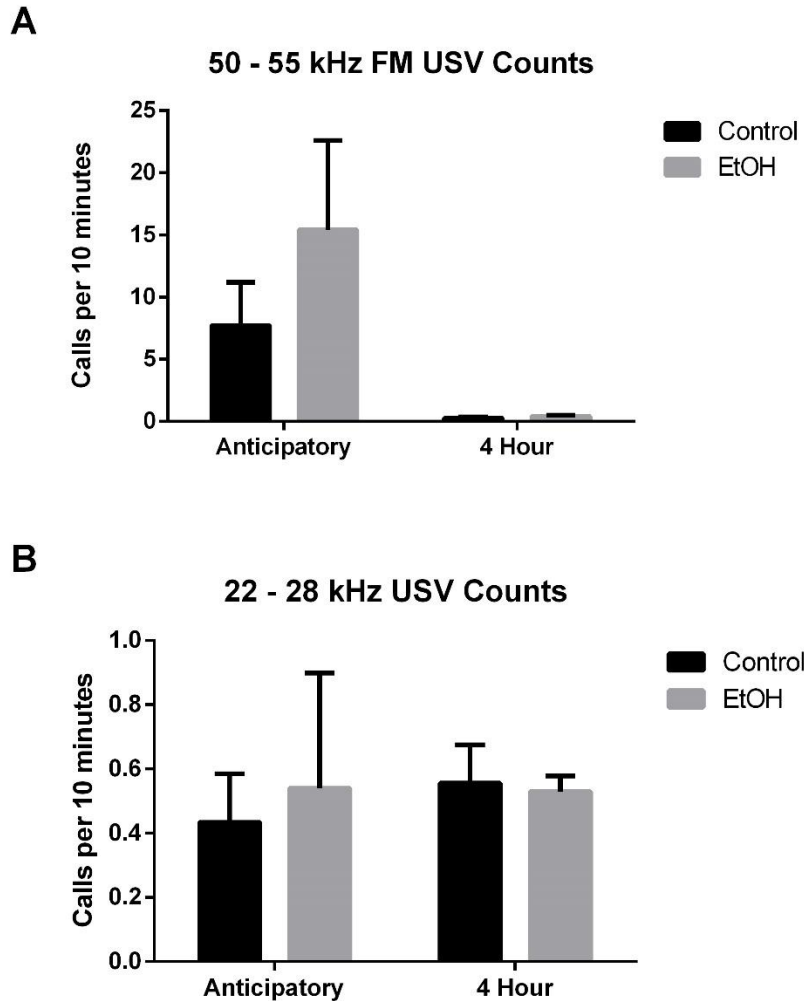 A
50 - 55 kHz FM USV Counts
25
20
15
10
5
0
Calls per 10 minutes
Control
EtOH
Anticipatory
4 Hour
B
22 - 28 kHz USV Counts
1.0
0.8
0.6
0.4
0.2
0.0
Calls per 10 minutes
Control
EtOH
Anticipatory
4 Hour